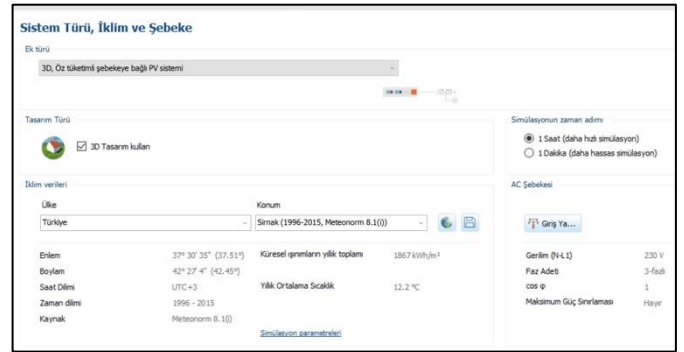 Sistem Türü, İklim ve Şebeke
Ek türü
3D, Öz tüketimli şebekeye bağlı PV sistemi
Tasarım Türü
3D Tasarım kullan
Simülasyonun zaman adımı
1 Saat (daha hızlı simülasyon)
1 Dakika (daha hassas simülasyon)
İklim verileri
Ülke
Konum
Türkiye
Sirnak (1996-2015, Meteonorm 8.1(i))
Enlem 37° 30' 35" (37.51°)
Boylam 42° 27' 4" (42.45°)
Saat Dilimi UTC+3
Zaman dilimi 1996 - 2015
Kaynak Meteonorm 8.1(i)
Küresel ışınımların yıllık toplamı 1867 kWh/m²
Yıllık Ortalama Sıcaklık 12.2 °C
Simülasyon parametreleri
AC Şebekesi
Giriş Ya...
Gerilim (N-L1) 230 V
Faz Adeti 3-fazlı
cos φ 1
Maksimum Güç Sınırlaması Hayır